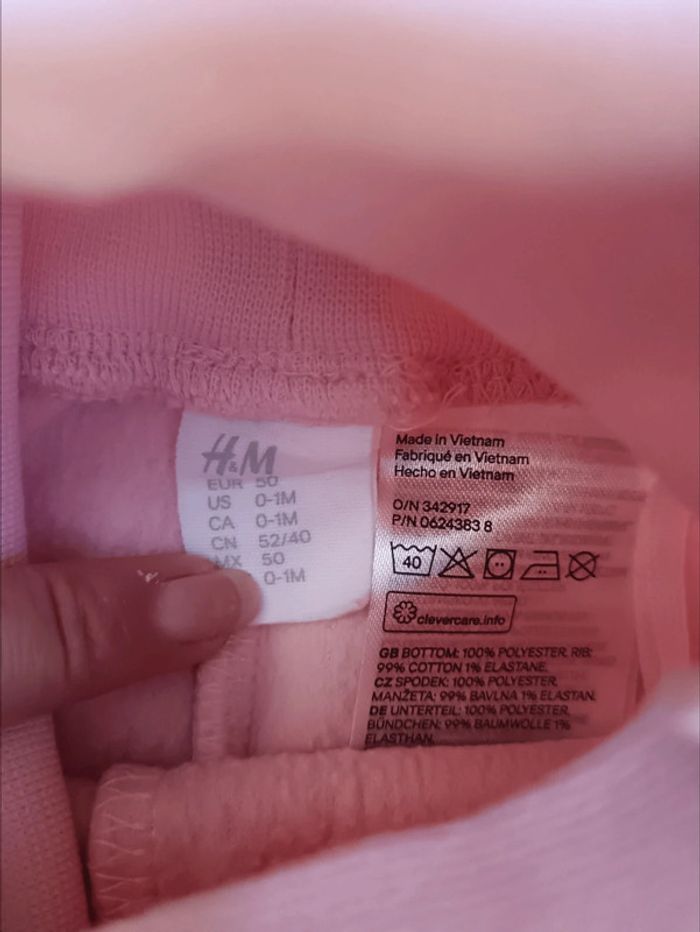 H&M
EUR 50
US 0-1M
CA 0-1M
CN 52/40
MX 50
0-1M
Made in Vietnam
Fabriqué en Vietnam
Hecho en Vietnam
O/N 342917
P/N 0624383 8
40
clevercare.info
GB BOTTOM: 100% POLYESTER. RIB:
99% COTTON 1% ELASTANE.
CZ SPODEK: 100% POLYESTER.
MANŽETA: 99% BAVLNA 1% ELASTAN.
DE UNTERTEIL: 100% POLYESTER.
BÜNDCHEN: 99% BAUMWOLLE 1%
ELASTHAN.